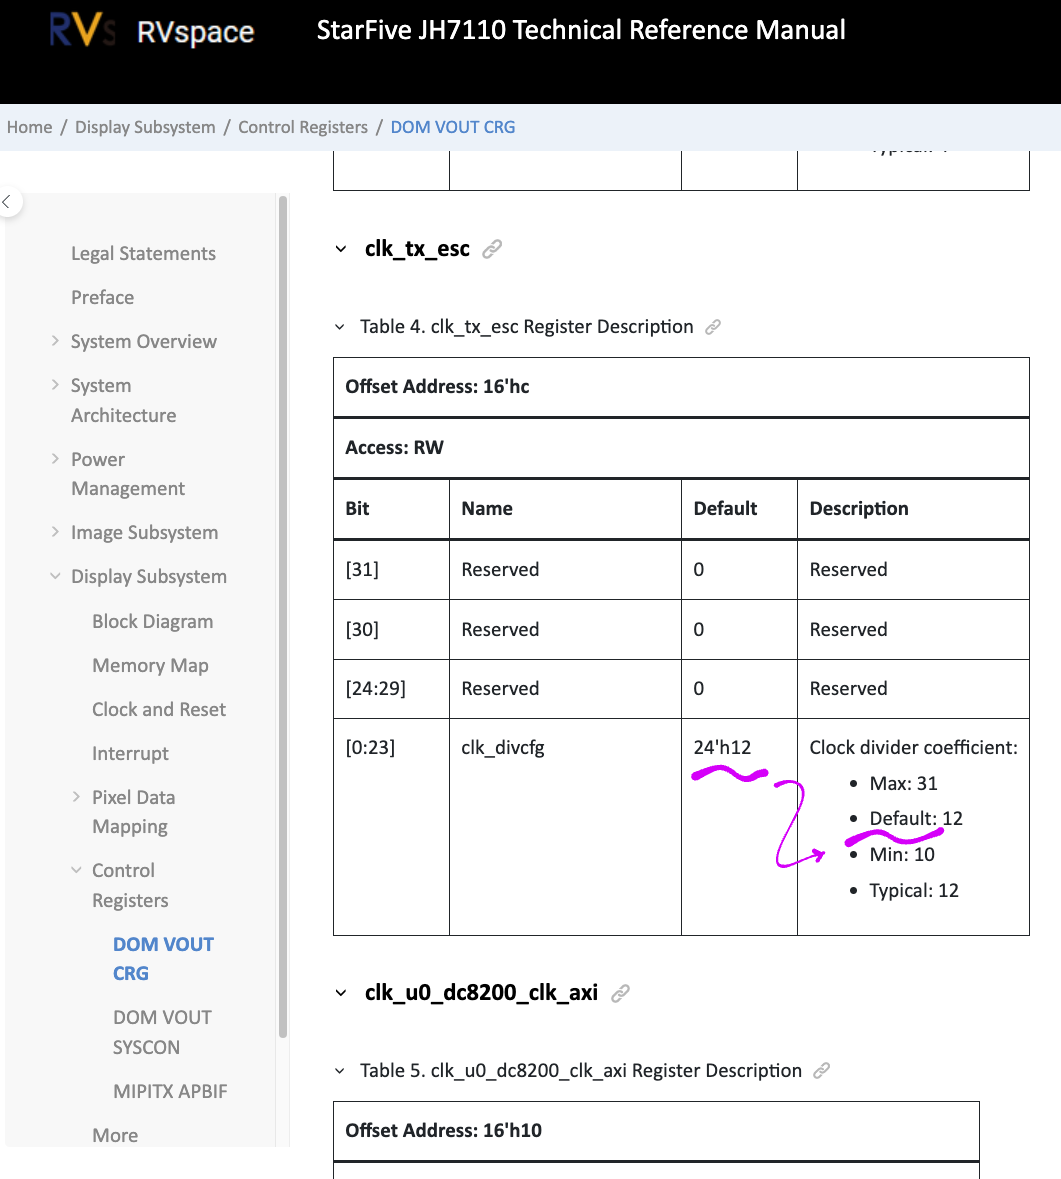 RVs RVspace StarFive JH7110 Technical Reference Manual
Home / Display Subsystem / Control Registers / DOM VOUT CRG
Legal Statements
Preface
System Overview
System
Architecture
Power
Management
Image Subsystem
Display Subsystem
Block Diagram
Memory Map
Clock and Reset
Interrupt
Pixel Data
Mapping
Control
Registers
DOM VOUT
CRG
DOM VOUT
SYSCON
MIPITX APBIF
More
clk_tx_esc
Table 4. clk_tx_esc Register Description
Offset Address: 16'hc
Access: RW
Bit Name Default Description
[31] Reserved 0 Reserved
[30] Reserved 0 Reserved
[24:29] Reserved 0 Reserved
[0:23] clk_divcfg 24'h12 Clock divider coefficient:
• Max: 31
• Default: 12
• Min: 10
• Typical: 12
clk_u0_dc8200_clk_axi
Table 5. clk_u0_dc8200_clk_axi Register Description
Offset Address: 16'h10